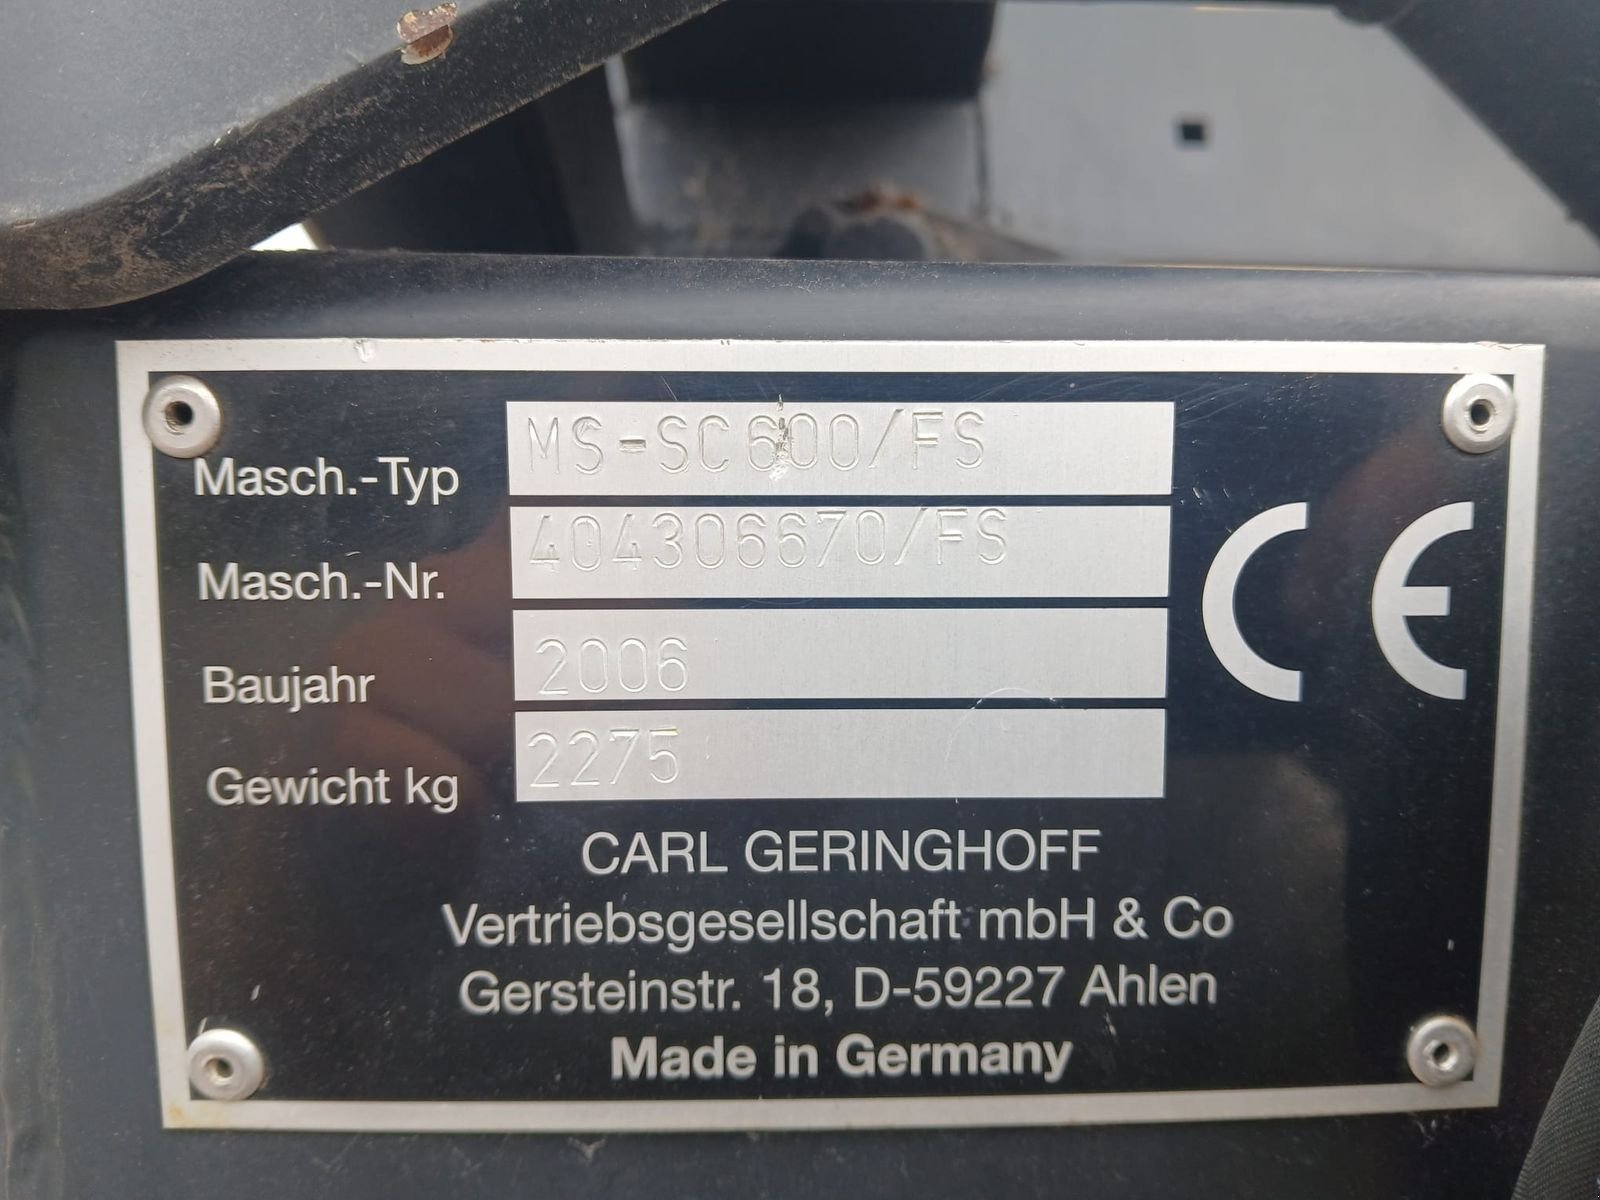 Masch.-Typ MS-SC600/FS
Masch.-Nr. 404306670/FS
Baujahr 2006
Gewicht kg 2275
CE
CARL GERINGHOFF
Vertriebsgesellschaft mbH & Co
Gersteinstr. 18, D-59227 Ahlen
Made in Germany